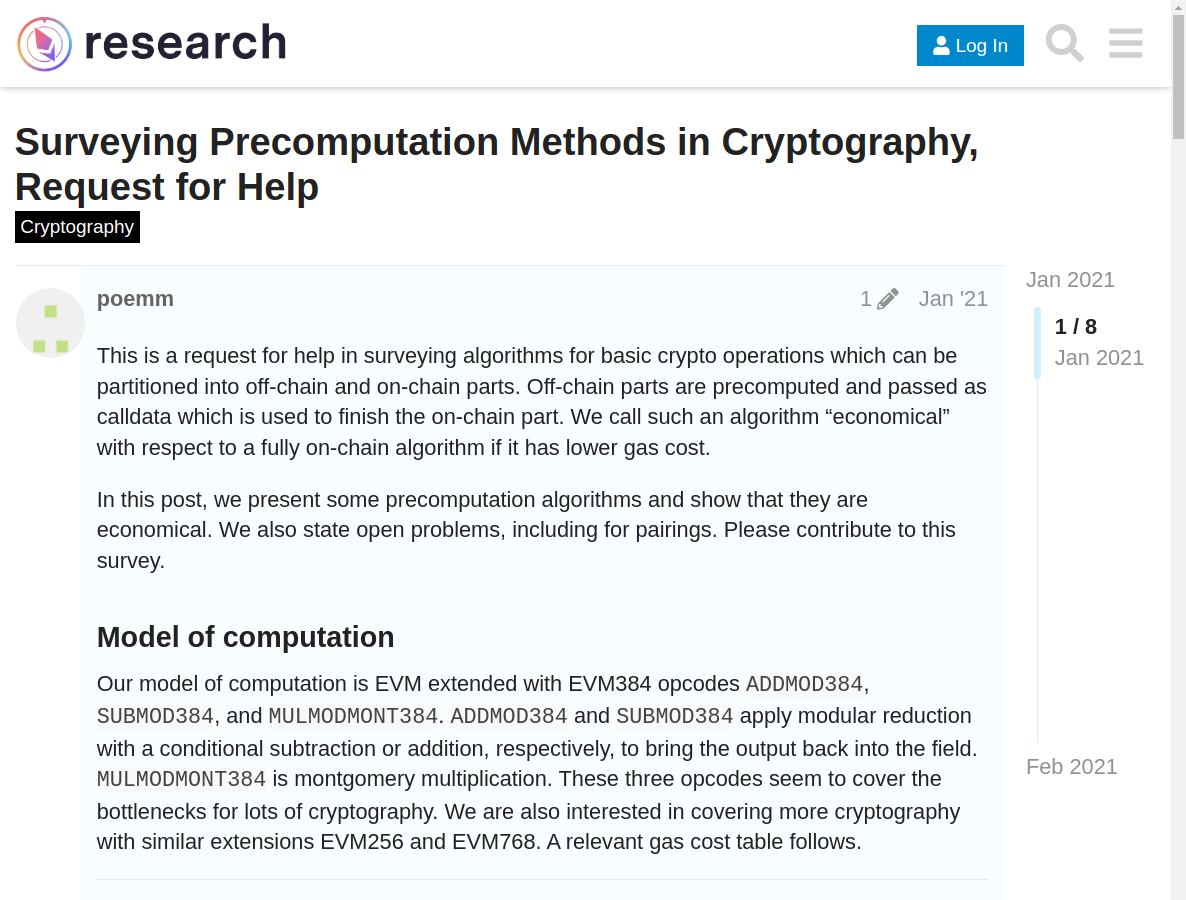 research
Log In
Surveying Precomputation Methods in Cryptography,
Request for Help
Cryptography
poemm
1
Jan '21
This is a request for help in surveying algorithms for basic crypto operations which can be
partitioned into off-chain and on-chain parts. Off-chain parts are precomputed and passed as
calldata which is used to finish the on-chain part. We call such an algorithm “economical”
with respect to a fully on-chain algorithm if it has lower gas cost.
In this post, we present some precomputation algorithms and show that they are
economical. We also state open problems, including for pairings. Please contribute to this
survey.
Model of computation
Our model of computation is EVM extended with EVM384 opcodes ADDMOD384,
SUBMOD384, and MULMODMONT384. ADDMOD384 and SUBMOD384 apply modular reduction
with a conditional subtraction or addition, respectively, to bring the output back into the field.
MULMODMONT384 is montgomery multiplication. These three opcodes seem to cover the
bottlenecks for lots of cryptography. We are also interested in covering more cryptography
with similar extensions EVM256 and EVM768. A relevant gas cost table follows.
Jan 2021
1 / 8
Jan 2021
Feb 2021